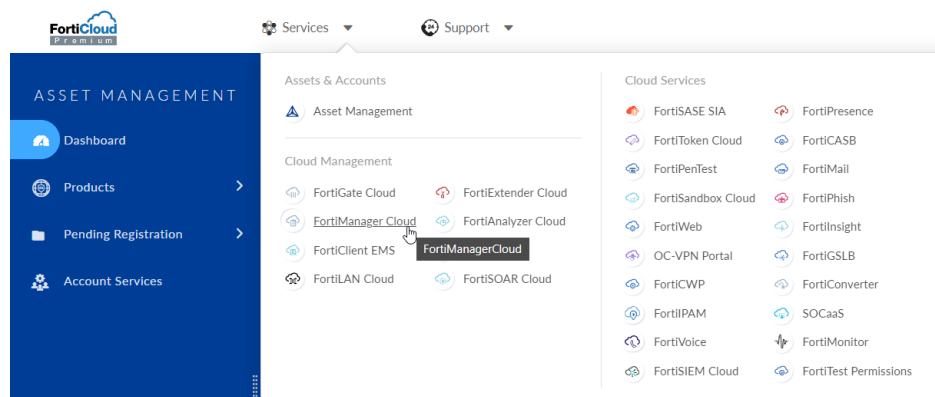 FortiCloud
Premium
Services
24
Support
ASSET MANAGEMENT
Dashboard
Products
Pending Registration
Account Services
Assets & Accounts
Asset Management
Cloud Management
FortiGate Cloud
FortiExtender Cloud
FortiManager Cloud
FortiAnalyzer Cloud
FortiClient EMS
FortiManagerCloud
FortiLAN Cloud
FortiSOAR Cloud
Cloud Services
FortiSASE SIA
FortiPresence
FortiToken Cloud
FortiCASB
FortiPenTest
FortiMail
FortiSandbox Cloud
FortiPhish
FortiWeb
FortiInsight
OC-VPN Portal
FortiGSLB
FortiCWP
FortiConverter
FortiIPAM
SOCaaS
FortiVoice
FortiMonitor
FortiSIEM Cloud
FortiTest Permissions